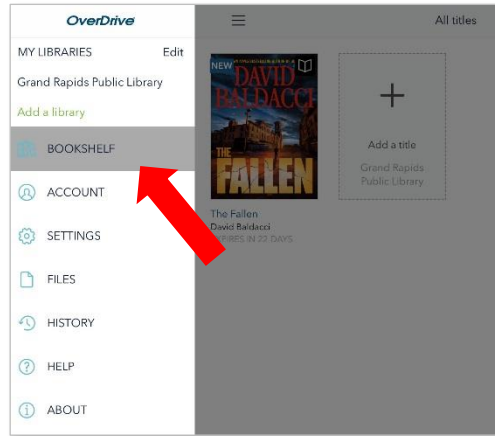 OverDrive
MY LIBRARIES Edit
Grand Rapids Public Library
Add a library
BOOKSHELF
ACCOUNT
SETTINGS
FILES
HISTORY
HELP
ABOUT
All titles
NEW
DAVID
BALDACCI
THE
FALLEN
The Fallen
David Baldacci
EXPIRES IN 22 DAYS
Add a title
Grand Rapids
Public Library